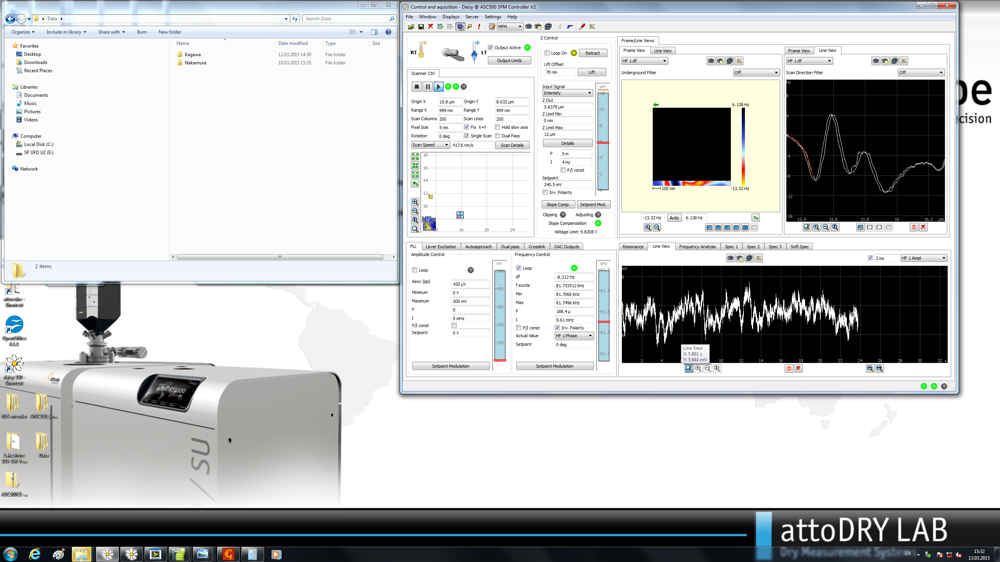 Data
Search Data
Organize
Include in library
Share with
Burn
New folder
Name
Date modified
Type
Size
Favorites
Desktop
Downloads
Recent Places
Libraries
Documents
Music
Pictures
Videos
Computer
Local Disk (C:)
SP UFD U2 (E:)
Network
Kagawa 12.03.2015 14:30 File folder
Nakamura 10.03.2015 15:35 File folder
2 items
Control and aquisition - Daisy @ ASC500 SPM Controller V2
File Window Displays Server Settings Help
MFM
RT
LT
Output Active
Output Limits
Scanner Ctrl
Origin X 15.8 µm Origin Y 8.632 µm
Range X 999 nm Range Y 999 nm
Scan Columns 200 Scan Lines 200
Pixel Size 5 nm Fix X=Y Hold slow axis
Rotation 0 deg Single Scan Dual Pass
Scan Speed 417.6 nm/s Scan Details
18
16
14
12
10
12 16 20 24
Z Control
Loop On Retract
Lift Offset
70 nm Lift
Input Signal
Intensity
Z Out
5.8379 µm
Z Limit Min
0 nm
Z Limit Max
12 µm
Details
P 5 m
I 4 Hz
P/I const
Setpoint
240.5 mV
Inv. Polarity
µm
12
10
8
6
4
2
0
Slope Comp. Setpoint Mod.
Clipping Adjusting
Slope Compensation
Voltage Limit: 9.8208 V
Frame/Line Views
Frame View Line View
HF 1 df
Underground Filter Off
6.138 Hz
-13.32 Hz
100 nm
-13.32 Hz Auto 6.138 Hz
Frame View Line View
HF 1 df
Scan Direction Filter Off
Hz
8
4
-4
-8
-12
-16
15.4 15.6 15.8 16 16.2 µm
PLL Lever Excitation Autoapproach Dual pass Crosslink DAC Outputs
Amplitude Control
Loop
Aexc (pp) 420 µV
Minimum 0 V
Maximum 500 mV
P 0
I 0 mHz
P/I const
Setpoint 0 V
Setpoint Modulation
mV
500
400
300
200
100
Frequency Control
Loop
df -8.312 Hz
f excite 81.733512 kHz
Min 81.7066 kHz
Max 81.7496 kHz
P 188.4 µ
I 9.61 mHz
P/I const Inv. Polarity
Actual Value HF 1 Phase
Setpoint 0 deg
Setpoint Modulation
kHz
Resonance Line View Frequency Analysis Spec 1 Spec 2 Spec 3 Soft Spec
2 ms HF 1 Ampl
mV
8
7
6
2 4 10 12 14 16 18 20 22 24 26 28 30 32 s
Line View
X: 5.861 s
Y: 5.944 mV
be
cision
attocube - Shortcut
OpenOffice 4.1.1
daisy 350 - Shortcut
RES encoder
ANC350_So...
Lakeshore 335-336 Te...
Data
ASC500CL-...
attocube
attoDRY1100
/SU
attoDRY LAB
Dry Measurement Systems
EN
15:32
13.03.2015